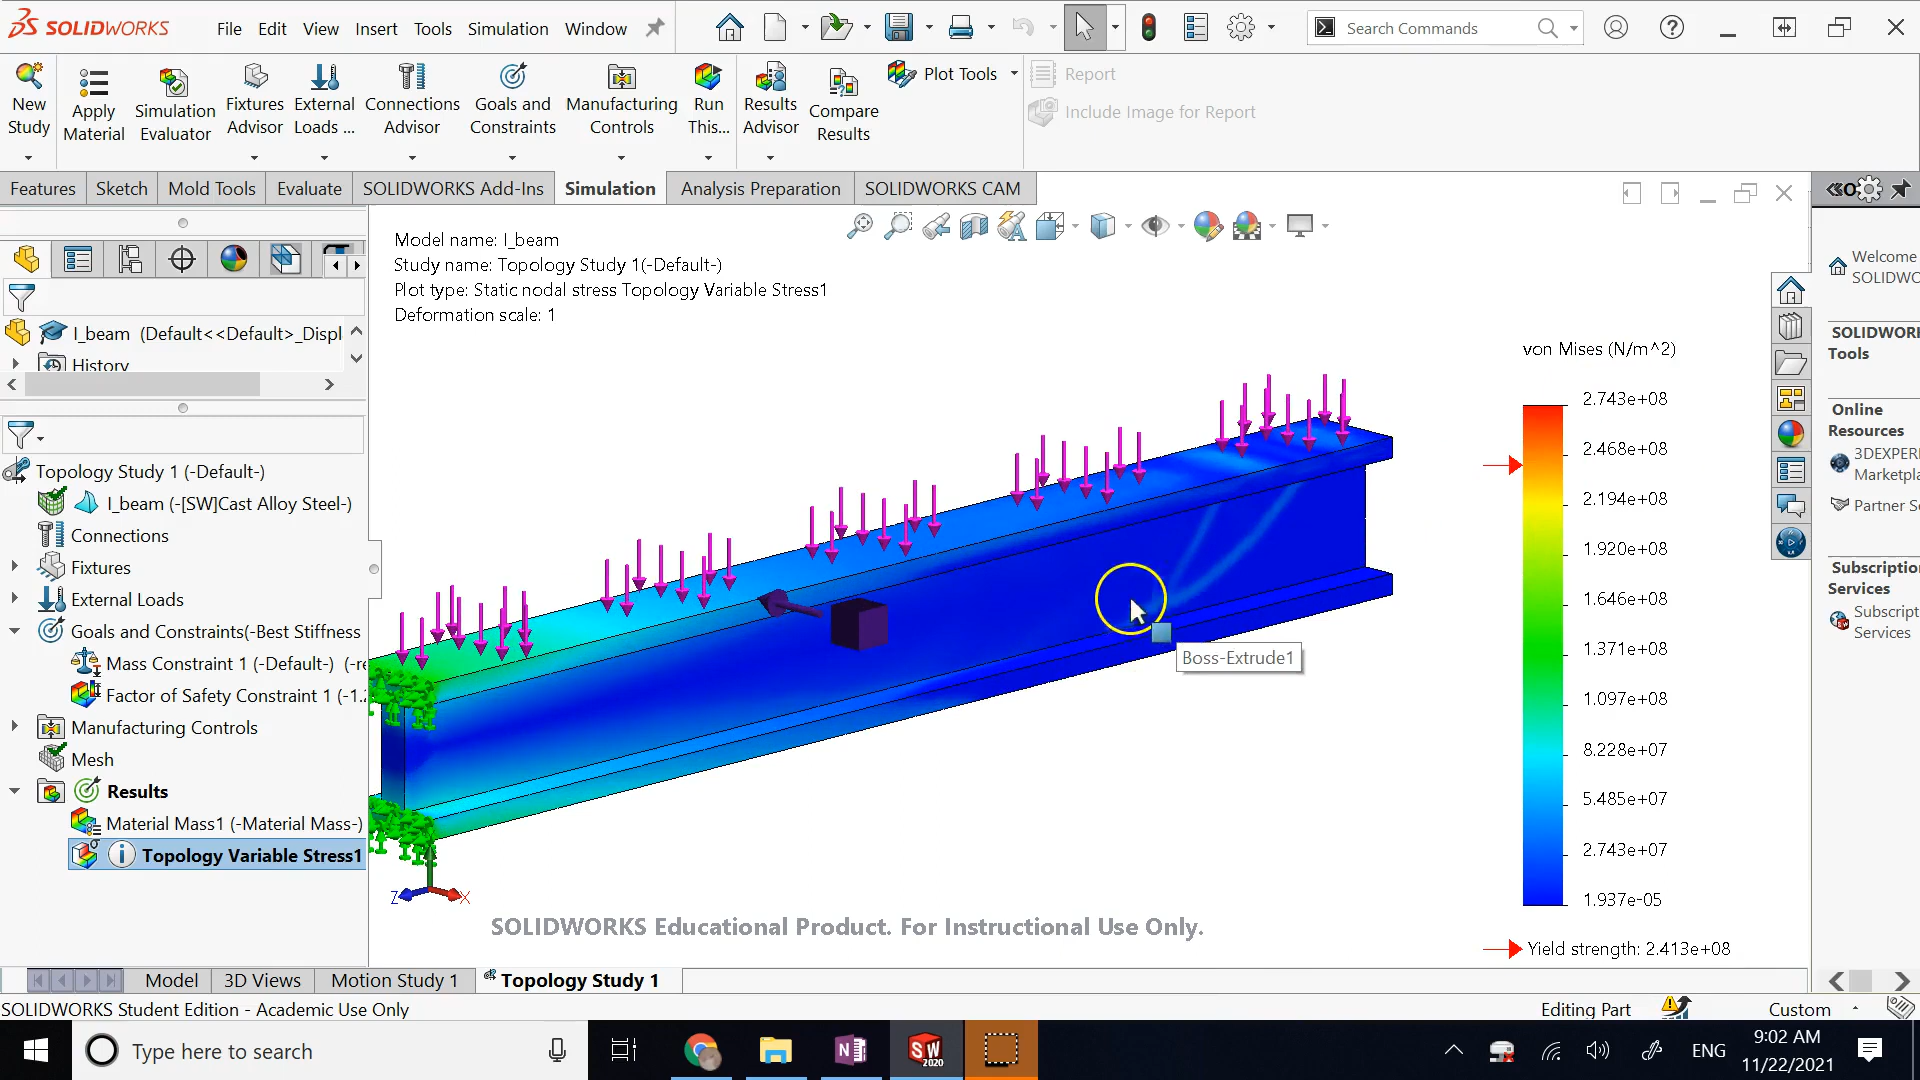 SOLIDWORKS
File Edit View Insert Tools Simulation Window
Search Commands
New Study
Apply Material
Simulation Evaluator
Fixtures Advisor
External Loads ...
Connections Advisor
Goals and Constraints
Manufacturing Controls
Run This...
Results Advisor
Compare Results
Plot Tools
Report
Include Image for Report
Features Sketch Mold Tools Evaluate SOLIDWORKS Add-Ins Simulation Analysis Preparation SOLIDWORKS CAM
I_beam (Default<<Default>_Displ
History
Topology Study 1 (-Default-)
I_beam (-[SW]Cast Alloy Steel-)
Connections
Fixtures
External Loads
Goals and Constraints(-Best Stiffness
Mass Constraint 1 (-Default-) (-re
Factor of Safety Constraint 1 (-1.
Manufacturing Controls
Mesh
Results
Material Mass1 (-Material Mass-)
Topology Variable Stress1
Model name: I_beam
Study name: Topology Study 1(-Default-)
Plot type: Static nodal stress Topology Variable Stress1
Deformation scale: 1
Boss-Extrude1
Z
X
SOLIDWORKS Educational Product. For Instructional Use Only.
von Mises (N/m^2)
2.743e+08
2.468e+08
2.194e+08
1.920e+08
1.646e+08
1.371e+08
1.097e+08
8.228e+07
5.485e+07
2.743e+07
1.937e-05
Yield strength: 2.413e+08
Welcome
SOLIDWO
SOLIDWORK
Tools
Online
Resources
3DEXPERI
Marketpla
Partner So
Subscription
Services
Subscript
Services
Model 3D Views Motion Study 1 Topology Study 1
SOLIDWORKS Student Edition - Academic Use Only
Editing Part
Custom
Type here to search
SW
2020
ENG
9:02 AM
11/22/2021